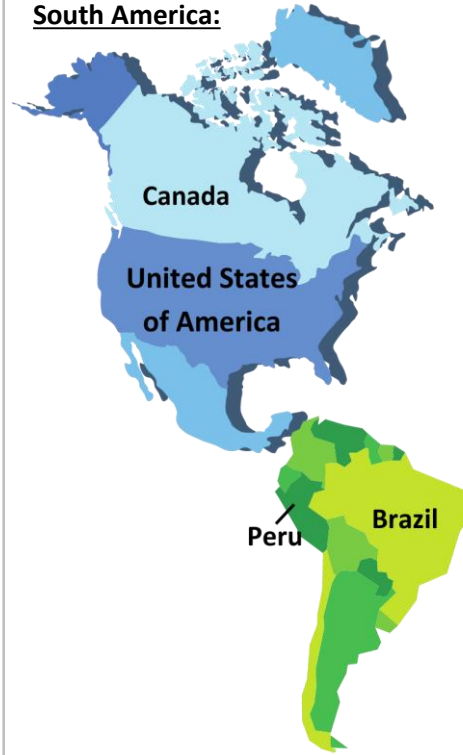 South America:
Canada
United States
of America
Peru
Brazil